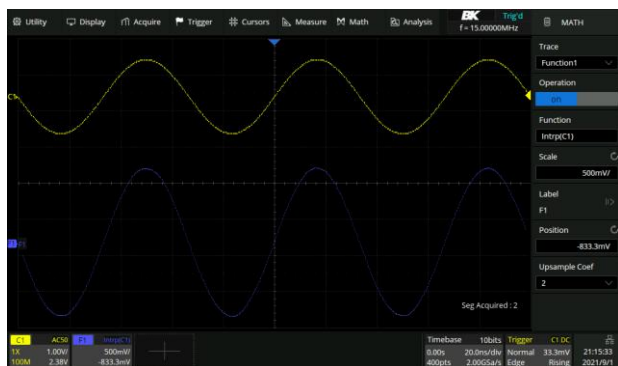 Utility Display Acquire Trigger Cursors Measure Math Analysis BK Trig'd MATH
f = 15.00000MHz
Trace
Function1
Operation
on
Function
Intrp(C1)
Scale
500mV/
Label
F1
Position
-833.3mV
Upsample Coef
2
C1
F1
Seg Acquired : 2
C1 AC50 F1 Intrp(C1) Timebase 10bits Trigger C1 DC
1X 1.00V/ 500mV/ 0.00s 20.0ns/div Normal 33.3mV 21:15:33
100M 2.38V -833.3mV 400pts 2.00GSa/s Edge Rising 2021/9/1